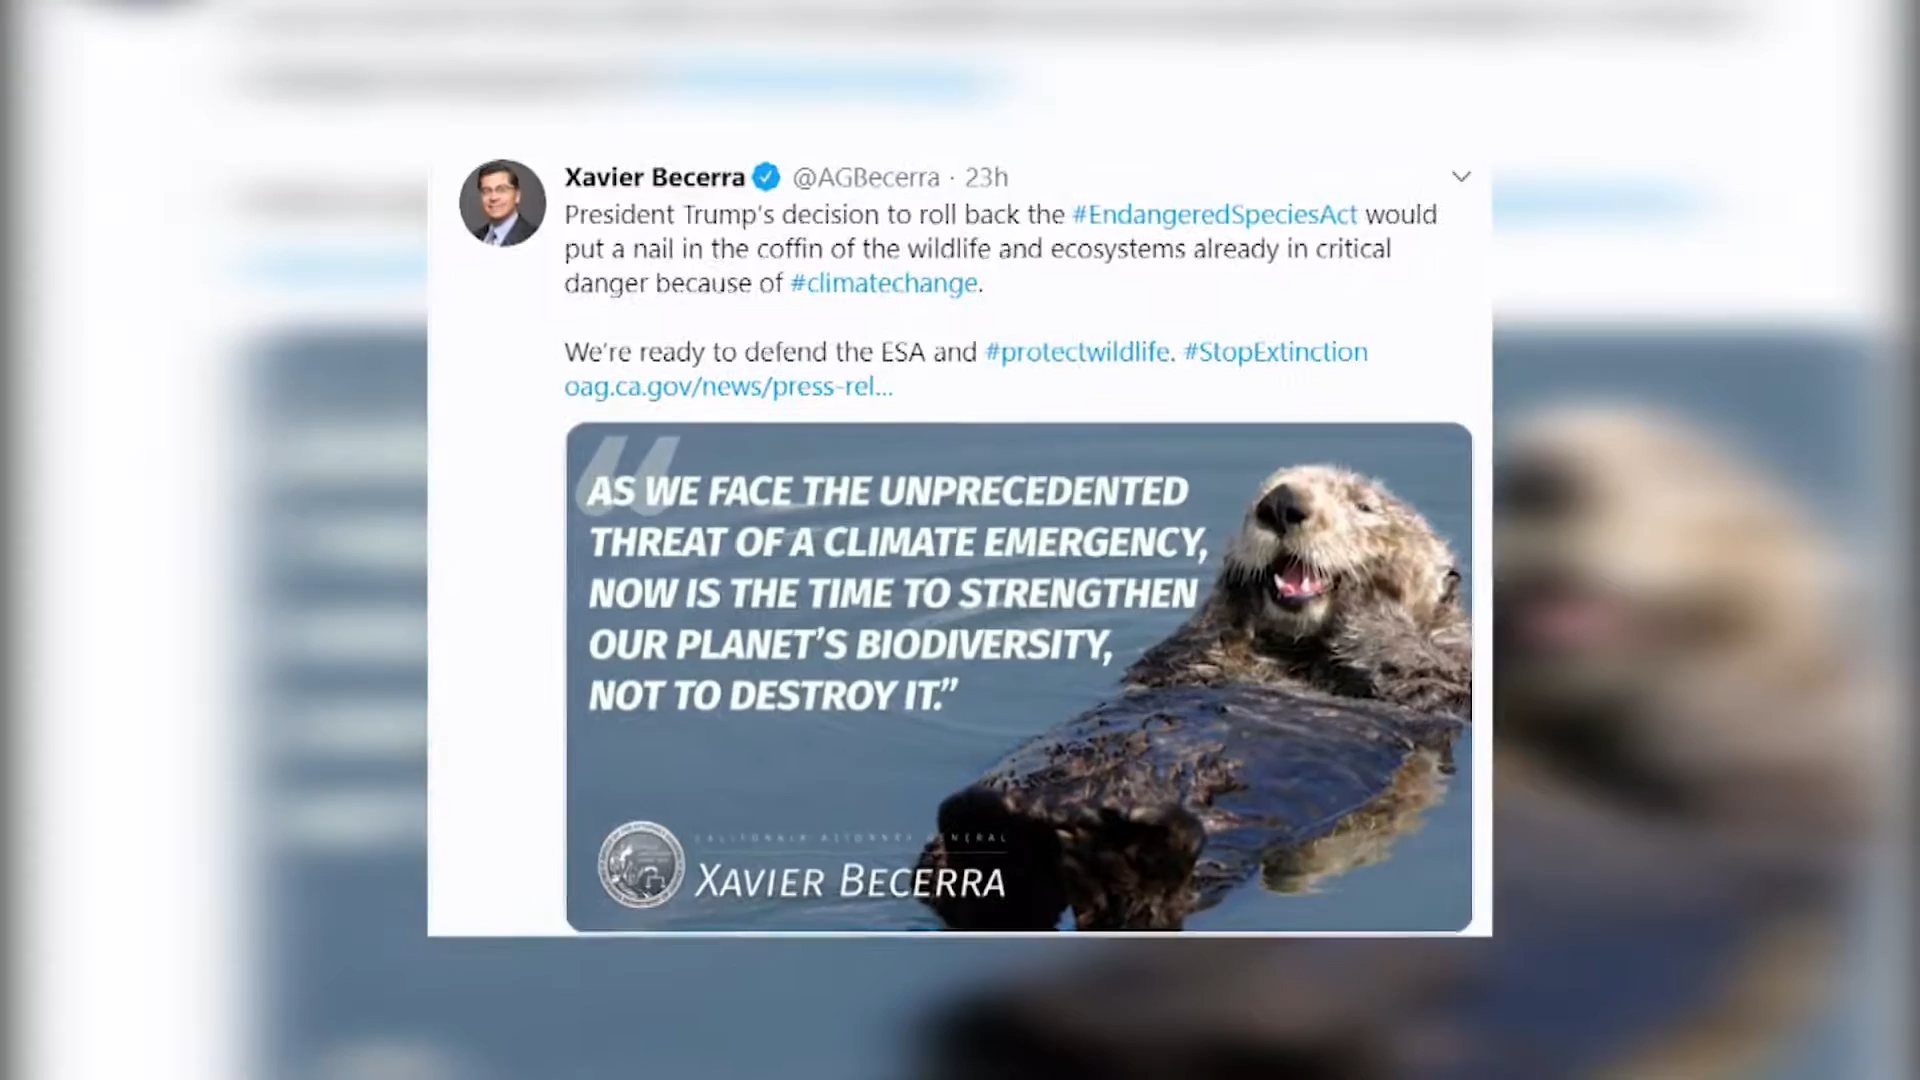 Xavier Becerra @AGBecerra · 23h
President Trump's decision to roll back the #EndangeredSpeciesAct would
put a nail in the coffin of the wildlife and ecosystems already in critical
danger because of #climatechange.
We're ready to defend the ESA and #protectwildlife. #StopExtinction
oag.ca.gov/news/press-rel...
“AS WE FACE THE UNPRECEDENTED
THREAT OF A CLIMATE EMERGENCY,
NOW IS THE TIME TO STRENGTHEN
OUR PLANET'S BIODIVERSITY,
NOT TO DESTROY IT.”
CALIFORNIA ATTORNEY GENERAL
XAVIER BECERRA